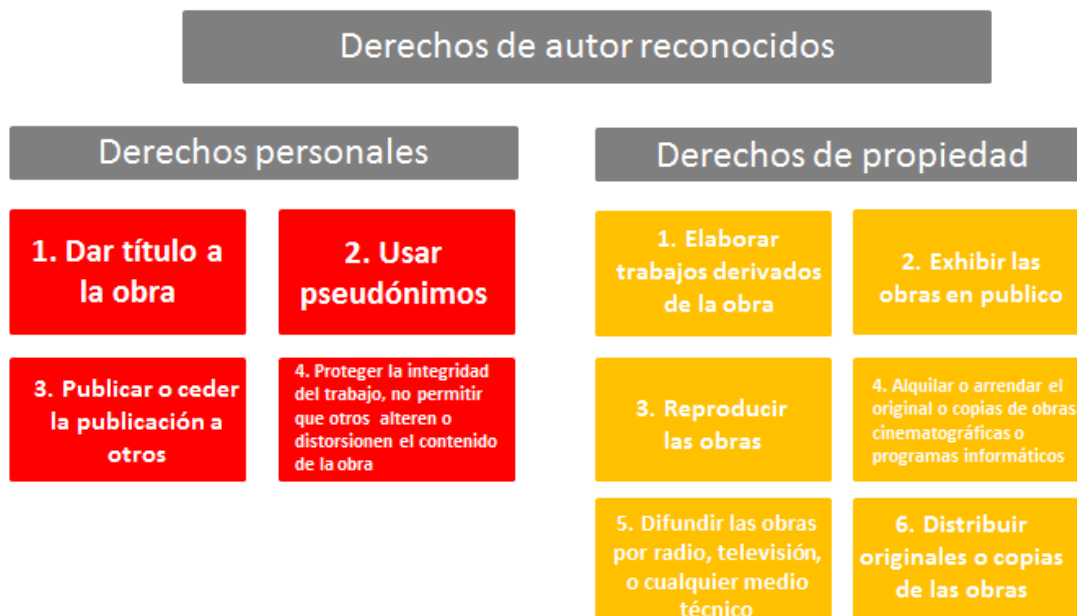 Derechos de autor reconocidos
Derechos personales
1. Dar título a
la obra
2. Usar
pseudónimos
3. Publicar o ceder
la publicación a
otros
4. Proteger la integridad
del trabajo, no permitir
que otros alteren o
distorsionen el contenido
de la obra
Derechos de propiedad
1. Elaborar
trabajos derivados
de la obra
2. Exhibir las
obras en publico
3. Reproducir
las obras
4. Alquilar o arrendar el
original o copias de obras
cinematográficas o
programas informáticos
5. Difundir las obras
por radio, televisión,
o cualquier medio
técnico
6. Distribuir
originales o copias
de las obras